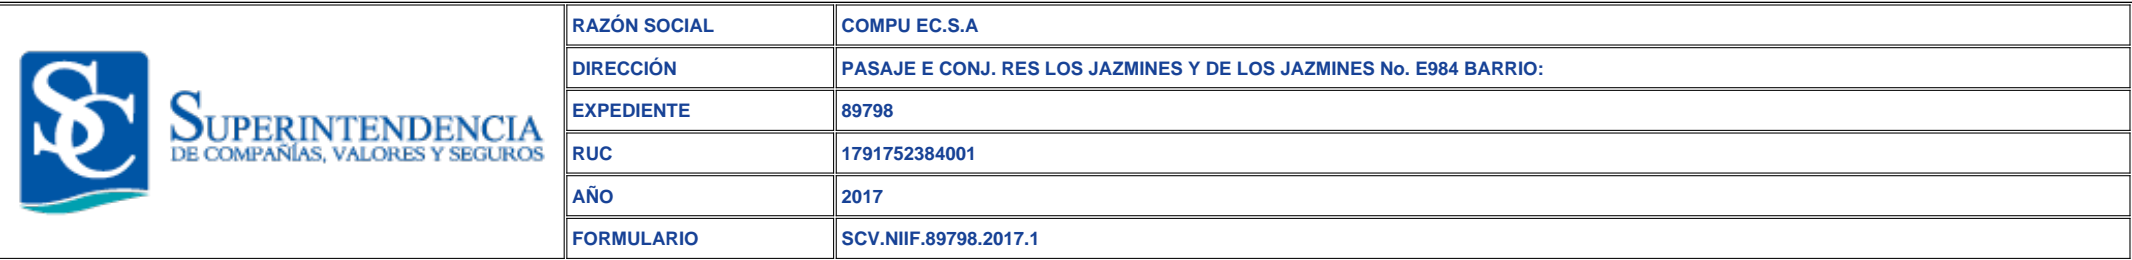 SC
SUPERINTENDENCIA
DE COMPAÑÍAS, VALORES Y SEGUROS
RAZÓN SOCIAL COMPU EC.S.A
DIRECCIÓN PASAJE E CONJ. RES LOS JAZMINES Y DE LOS JAZMINES No. E984 BARRIO:
EXPEDIENTE 89798
RUC 1791752384001
AÑO 2017
FORMULARIO SCV.NIIF.89798.2017.1